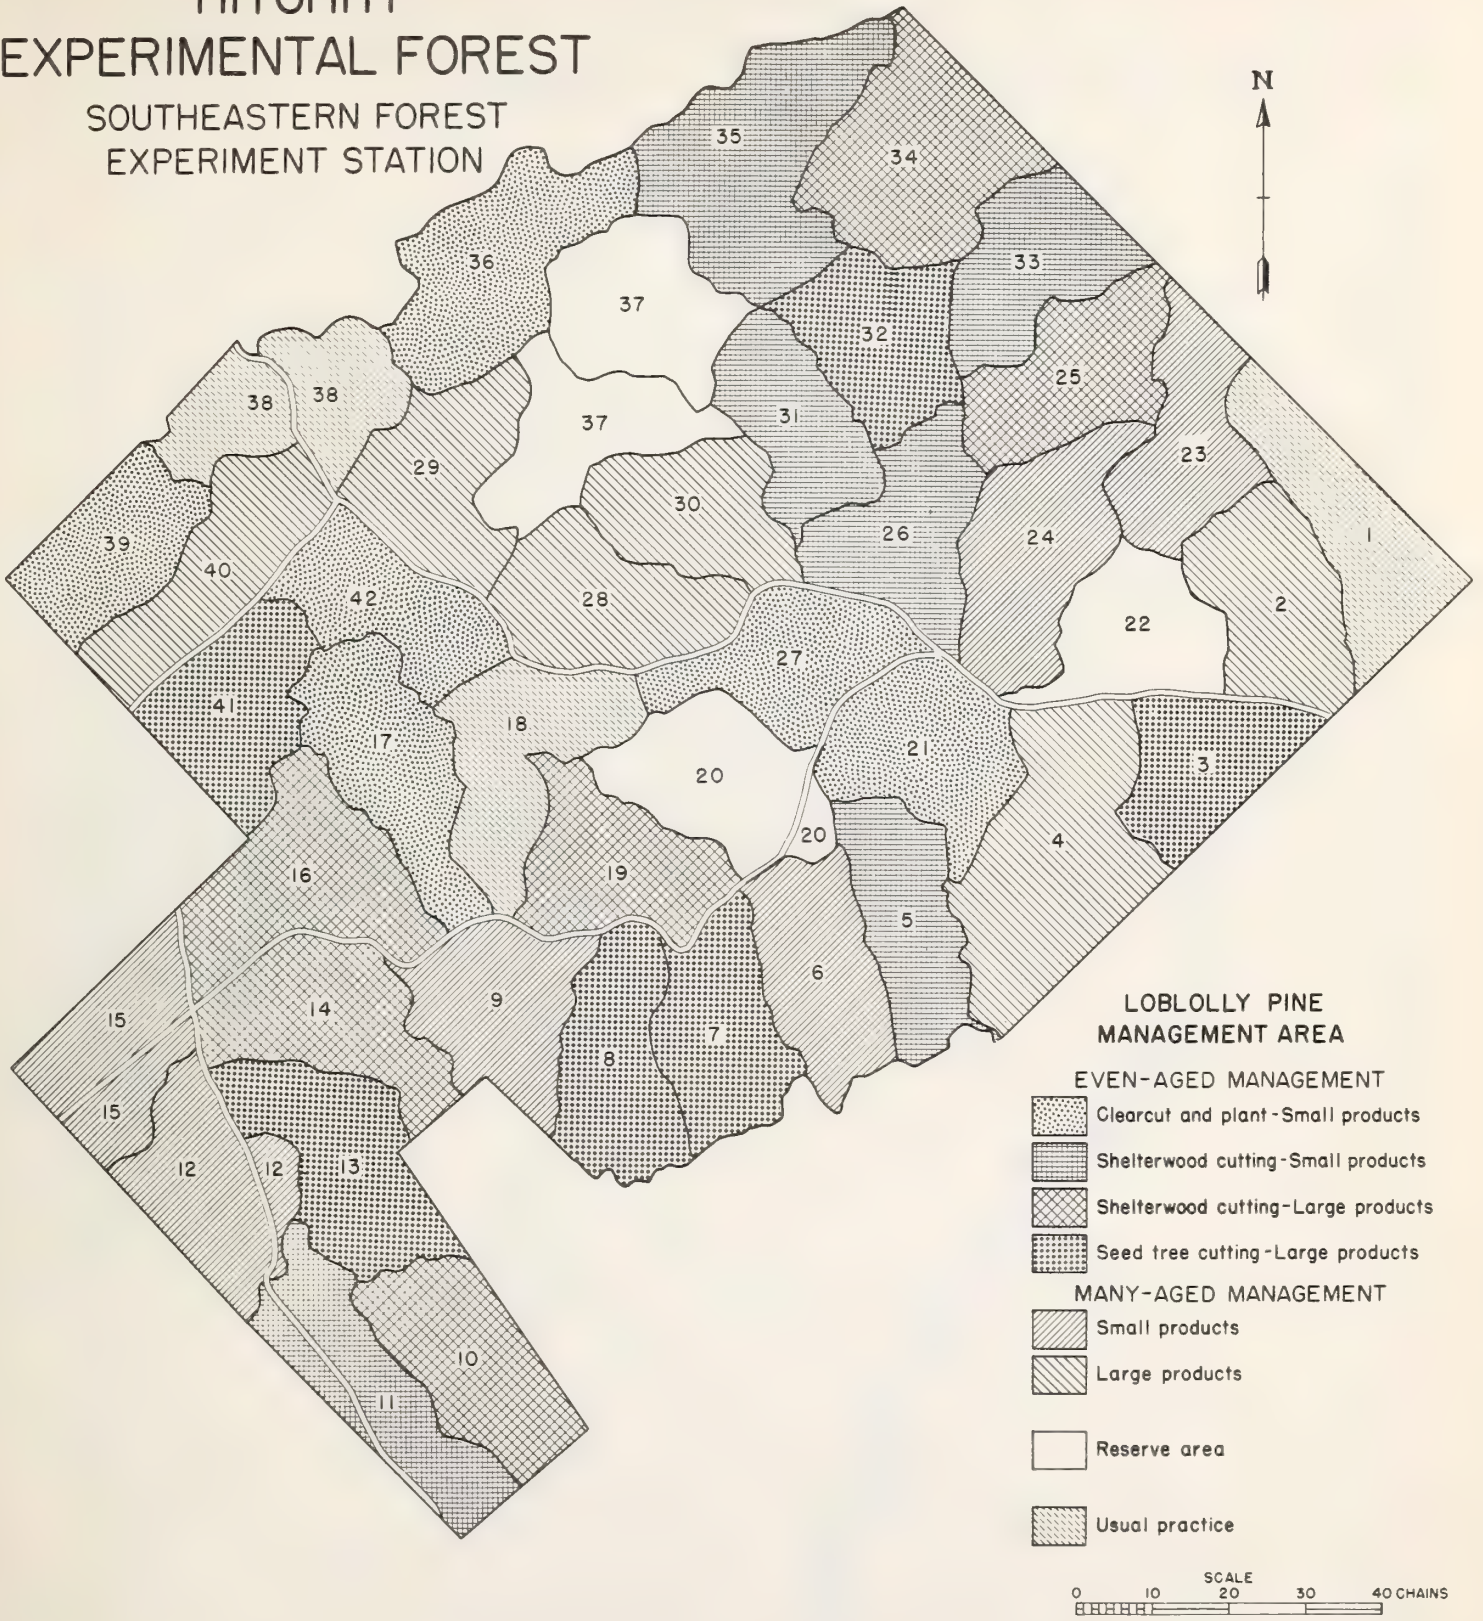 EXPERIMENTAL FOREST
SOUTHEASTERN FOREST
EXPERIMENT STATION
N
35
34
36
33
37
32
25
38
38
31
37
23
29
30
1
26
24
39
40
42
28
2
22
27
41
18
17
21
3
20
20
4
16
19
5
6
9
14
15
7
8
15
12
12
13
10
11
LOBLOLLY PINE
MANAGEMENT AREA
EVEN-AGED MANAGEMENT
Clearcut and plant-Small products
Shelterwood cutting-Small products
Shelterwood cutting-Large products
Seed tree cutting-Large products
MANY-AGED MANAGEMENT
Small products
Large products
Reserve area
Usual practice
SCALE
0 10 20 30 40 CHAINS